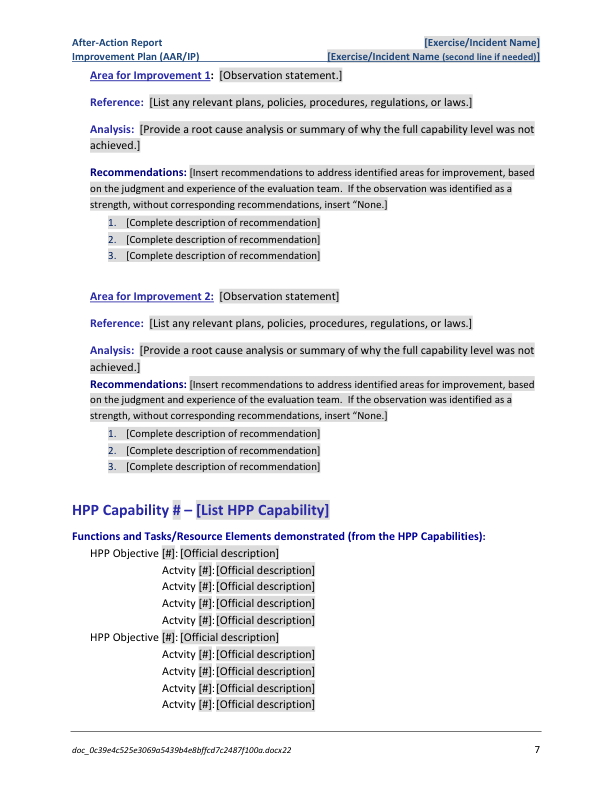 After-Action Report [Exercise/Incident Name]
Improvement Plan (AAR/IP) [Exercise/Incident Name (second line if needed)]
Area for Improvement 1: [Observation statement.]
Reference: [List any relevant plans, policies, procedures, regulations, or laws.]
Analysis: [Provide a root cause analysis or summary of why the full capability level was not
achieved.]
Recommendations: [Insert recommendations to address identified areas for improvement, based
on the judgment and experience of the evaluation team. If the observation was identified as a
strength, without corresponding recommendations, insert “None.]
1. [Complete description of recommendation]
2. [Complete description of recommendation]
3. [Complete description of recommendation]
Area for Improvement 2: [Observation statement]
Reference: [List any relevant plans, policies, procedures, regulations, or laws.]
Analysis: [Provide a root cause analysis or summary of why the full capability level was not
achieved.]
Recommendations: [Insert recommendations to address identified areas for improvement, based
on the judgment and experience of the evaluation team. If the observation was identified as a
strength, without corresponding recommendations, insert “None.]
1. [Complete description of recommendation]
2. [Complete description of recommendation]
3. [Complete description of recommendation]
HPP Capability # – [List HPP Capability]
Functions and Tasks/Resource Elements demonstrated (from the HPP Capabilities):
HPP Objective [#]: [Official description]
Actvity [#]: [Official description]
Actvity [#]: [Official description]
Actvity [#]: [Official description]
Actvity [#]: [Official description]
HPP Objective [#]: [Official description]
Actvity [#]: [Official description]
Actvity [#]: [Official description]
Actvity [#]: [Official description]
Actvity [#]: [Official description]
doc_0c39e4c525e3069a5439b4e8bffcd7c2487f100a.docx22 7